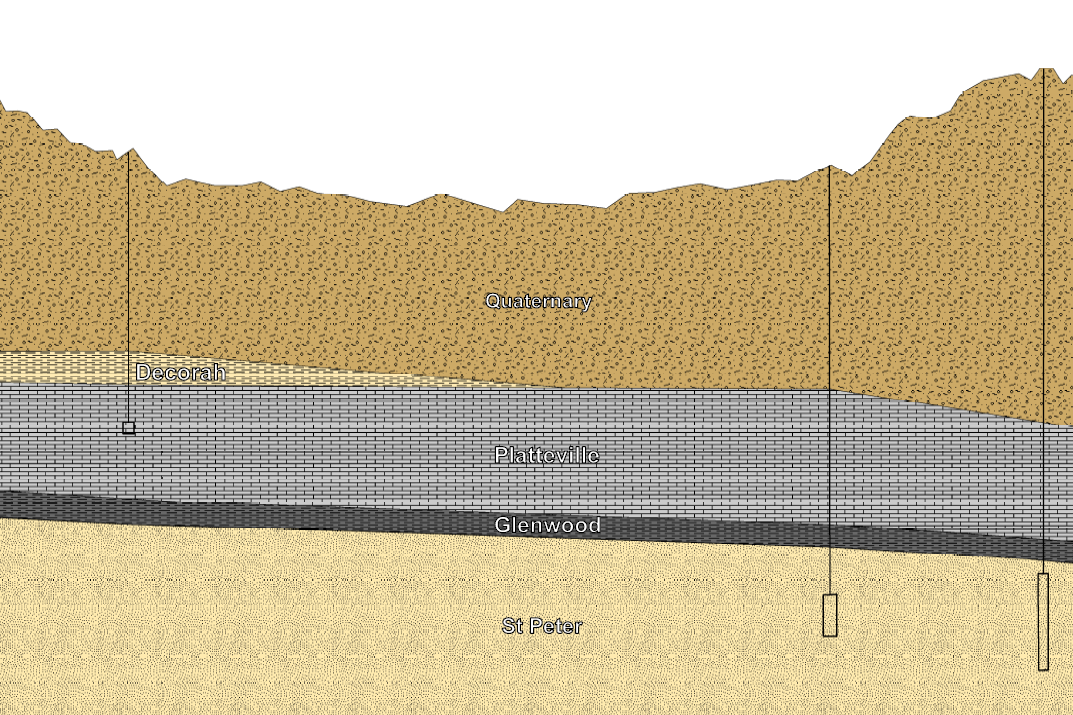 Quaternary
Decorah
Platteville
Glenwood
St Peter